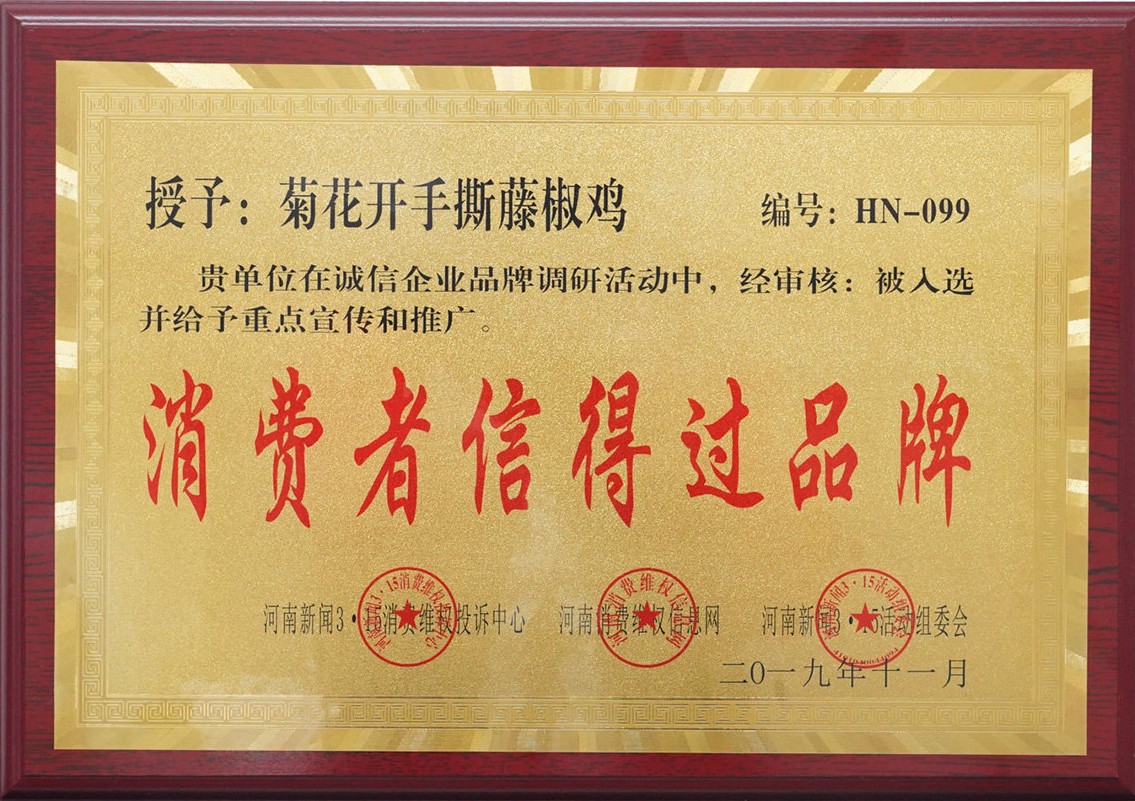 授予：菊花开手撕藤椒鸡 编号：HN-099
贵单位在诚信企业品牌调研活动中，经审核：被入选
并给予重点宣传和推广。
消费者信得过品牌
河南新闻3·15消费维权投诉中心 河南消费维权信息网 河南新闻3·15活动组委会
二〇一九年十一月